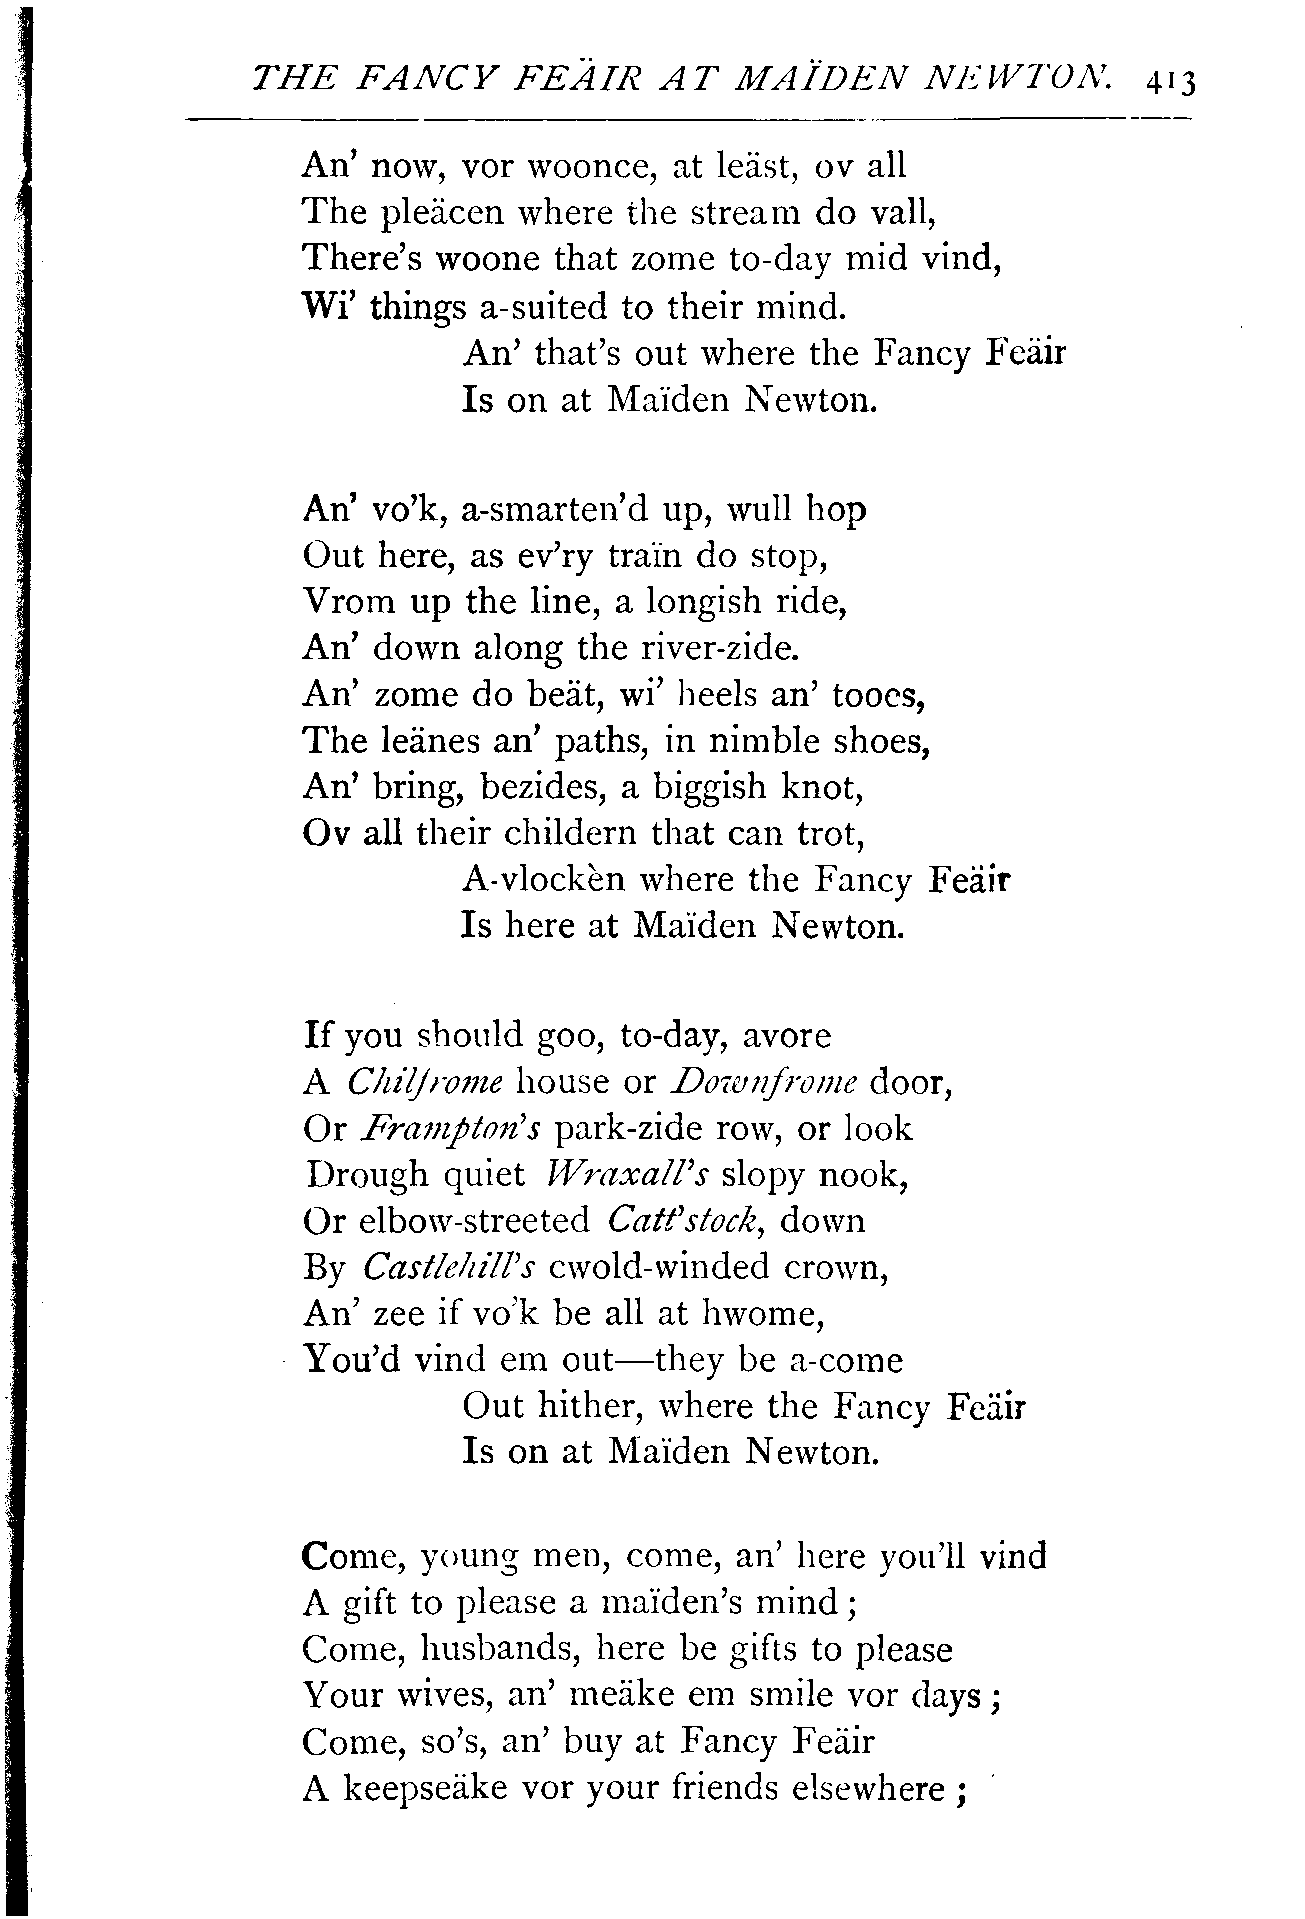 THE FANCY FEÄIR AT MAÏDEN NEWTON. 413
An' now, vor woonce, at leäst, ov all
The pleäcen where the stream do vall,
There's woone that zome to-day mid vind,
Wi' things a-suited to their mind.
An' that's out where the Fancy Feäir
Is on at Maïden Newton.
An' vo'k, a-smarten'd up, wull hop
Out here, as ev'ry traïn do stop,
Vrom up the line, a longish ride,
An' down along the river-zide.
An' zome do beät, wi' heels an' tooes,
The leänes an' paths, in nimble shoes,
An' bring, bezides, a biggish knot,
Ov all their childern that can trot,
A-vlockèn where the Fancy Feäir
Is here at Maïden Newton.
If you should goo, to-day, avore
A Chilfrome house or Downfrome door,
Or Frampton's park-zide row, or look
Drough quiet Wraxall's slopy nook,
Or elbow-streeted Catt'stock, down
By Castlehill's cwold-winded crown,
An' zee if vo'k be all at hwome,
You'd vind em out—they be a-come
Out hither, where the Fancy Feäir
Is on at Maïden Newton.
Come, young men, come, an' here you'll vind
A gift to please a maïden's mind;
Come, husbands, here be gifts to please
Your wives, an' meäke em smile vor days;
Come, so's, an' buy at Fancy Feäir
A keepseäke vor your friends elsewhere;